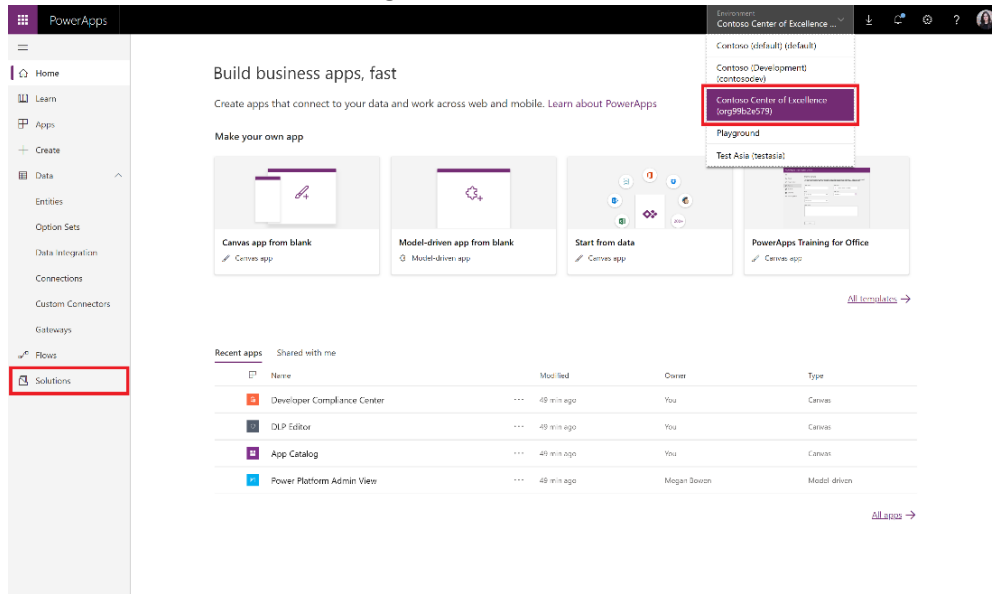 PowerApps
Environment
Contoso Center of Excellence ...
?
Contoso (default) (default)
Contoso (Development)
(contosodev)
Contoso Center of Excellence
(org99b2e579)
Playground
Test Asia (testasia)
Home
Learn
Apps
Create
Data
Entities
Option Sets
Data Integration
Connections
Custom Connectors
Gateways
Flows
Solutions
Build business apps, fast
Create apps that connect to your data and work across web and mobile. Learn about PowerApps
Make your own app
Canvas app from blank
Canvas app
Model-driven app from blank
Model-driven app
Start from data
Canvas app
PowerApps Training for Office
Canvas app
All templates
Recent apps Shared with me
Name Modified Owner Type
Developer Compliance Center ... 49 min ago You Canvas
DLP Editor ... 49 min ago You Canvas
App Catalog ... 49 min ago You Canvas
Power Platform Admin View ... 49 min ago Megan Bowen Model-driven
All apps